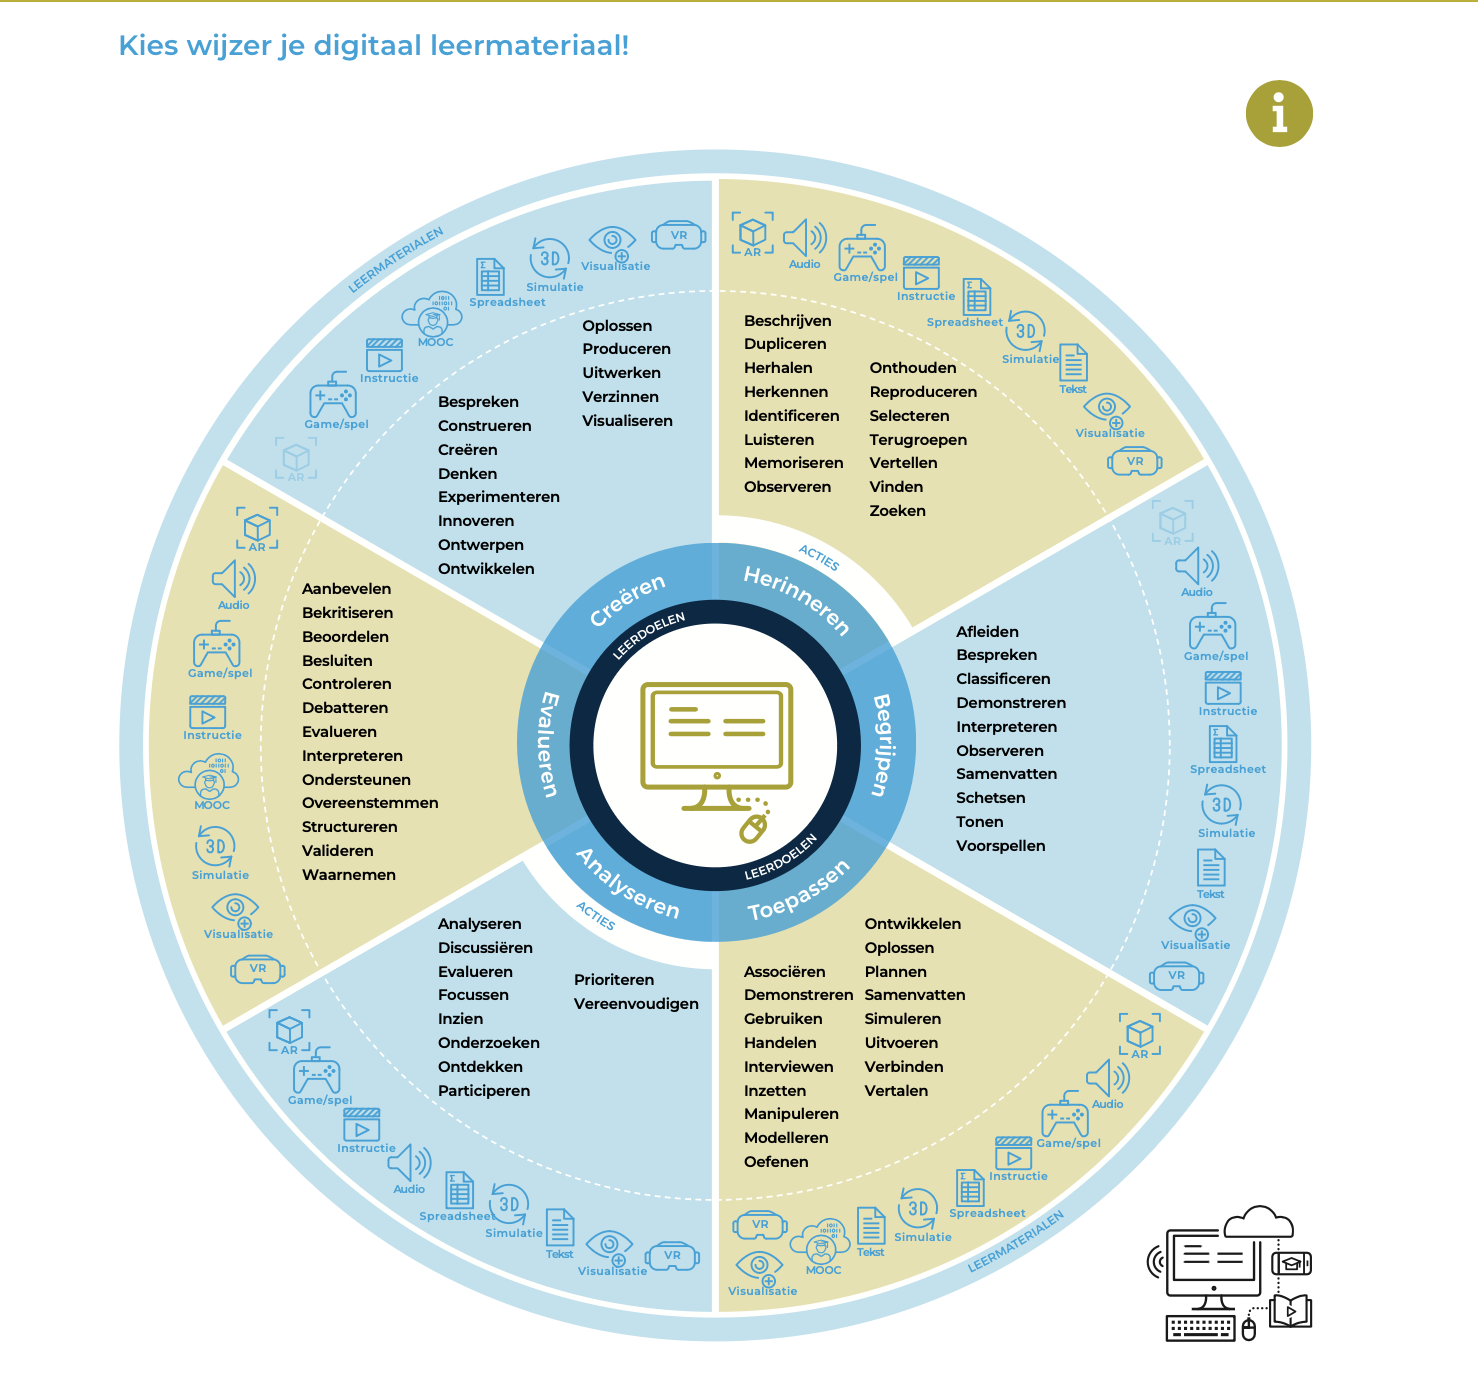 Kies wijzer je digitaal leermateriaal!
i
LEERMATERIALEN
AR
Audio
Game/spel
Instructie
Spreadsheet
3D
Simulatie
Tekst
Visualisatie
VR
Beschrijven
Dupliceren
Herhalen
Herkennen
Identificeren
Luisteren
Memoriseren
Observeren
Onthouden
Reproduceren
Selecteren
Terugroepen
Vertellen
Vinden
Zoeken
ACTIES
Herinneren
AR
Audio
Game/spel
Instructie
Spreadsheet
3D
Simulatie
Tekst
Visualisatie
VR
Afleiden
Bespreken
Classificeren
Demonstreren
Interpreteren
Observeren
Samenvatten
Schetsen
Tonen
Voorspellen
Begrijpen
AR
Audio
Game/spel
Instructie
Spreadsheet
3D
Simulatie
Tekst
MOOC
VR
Visualisatie
Associëren
Demonstreren
Gebruiken
Handelen
Interviewen
Inzetten
Manipuleren
Modelleren
Oefenen
Ontwikkelen
Oplossen
Plannen
Samenvatten
Simuleren
Uitvoeren
Verbinden
Vertalen
Toepassen
LEERDOELEN
LEERMATERIALEN
AR
Game/spel
Instructie
Audio
Spreadsheet
3D
Simulatie
Tekst
Visualisatie
VR
Analyseren
Discussiëren
Evalueren
Focussen
Inzien
Onderzoeken
Ontdekken
Participeren
Prioriteren
Vereenvoudigen
ACTIES
Analyseren
AR
Audio
Game/spel
Instructie
MOOC
3D
Simulatie
Visualisatie
VR
Aanbevelen
Bekritiseren
Beoordelen
Besluiten
Controleren
Debatteren
Evalueren
Interpreteren
Ondersteunen
Overeenstemmen
Structureren
Valideren
Waarnemen
Evalueren
AR
Game/spel
Instructie
MOOC
Spreadsheet
3D
Simulatie
Visualisatie
VR
Bespreken
Construeren
Creëren
Denken
Experimenteren
Innoveren
Ontwerpen
Ontwikkelen
Oplossen
Produceren
Uitwerken
Verzinnen
Visualiseren
Creëren
LEERDOELEN